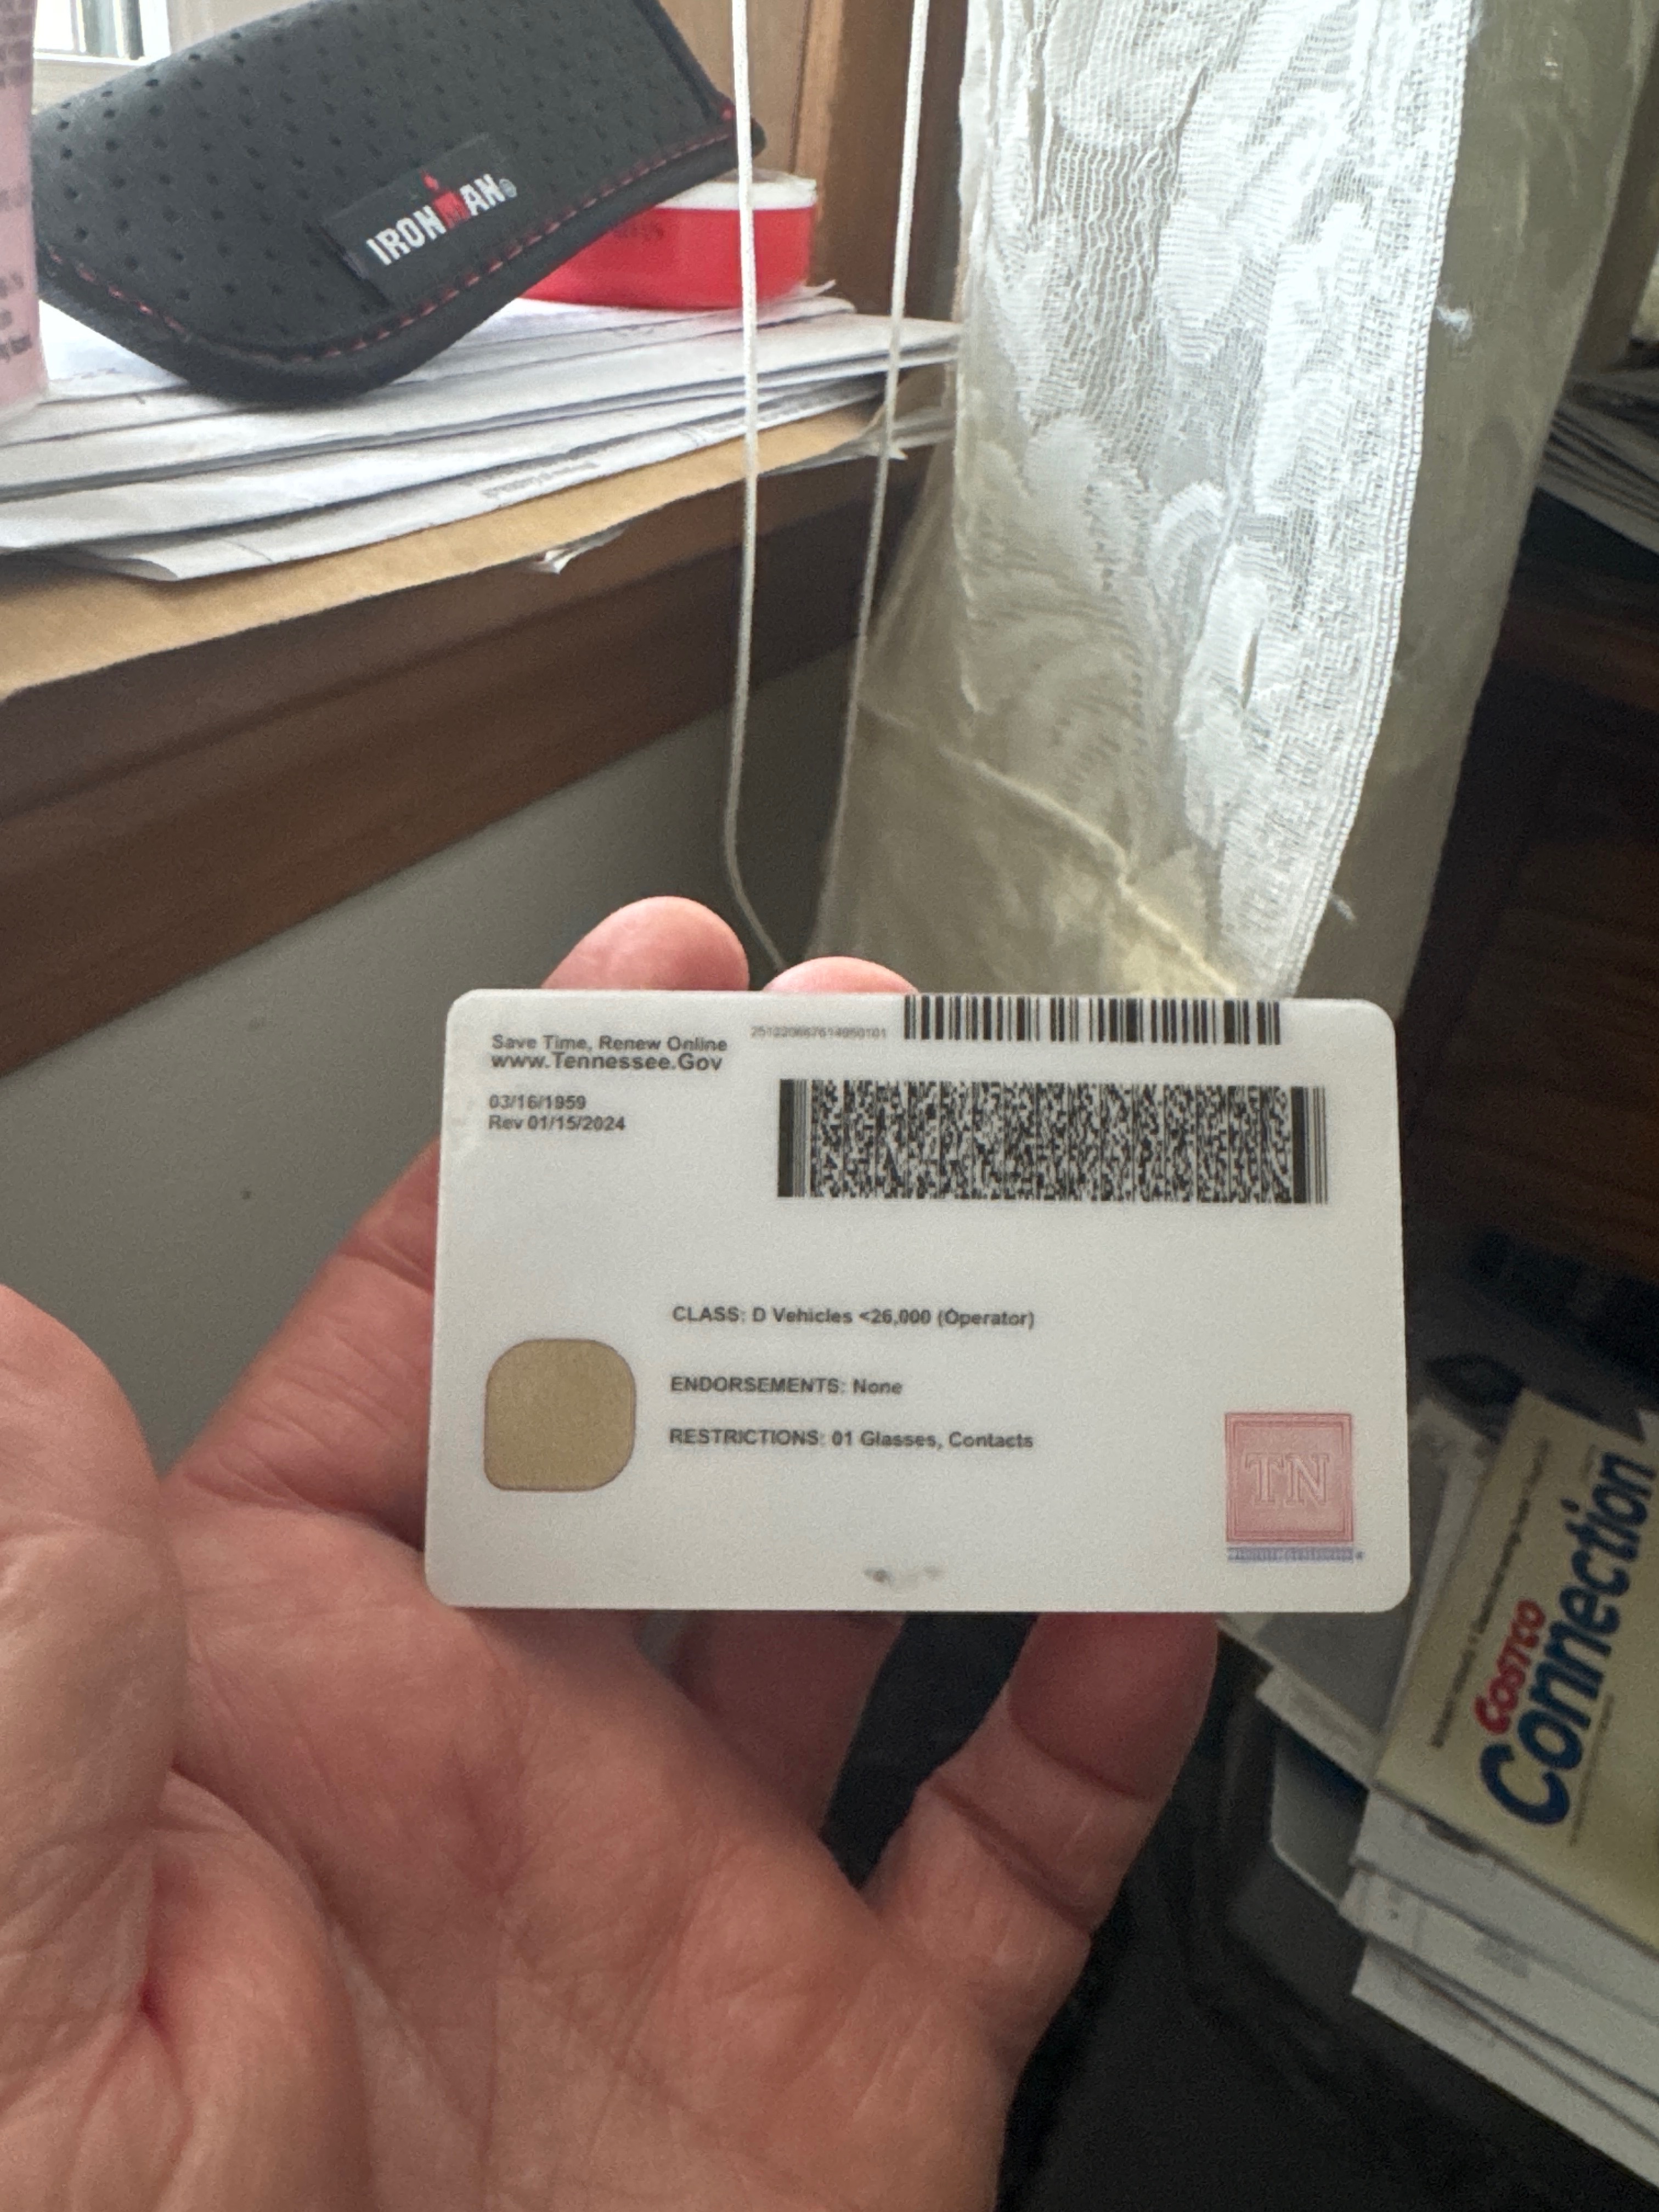 IRONMAN
Save Time, Renew Online
www.Tennessee.Gov
03/16/1959
Rev 01/15/2024
CLASS: D Vehicles <26,000 (Operator)
ENDORSEMENTS: None
RESTRICTIONS: 01 Glasses, Contacts
TN
COSTCO
Connection